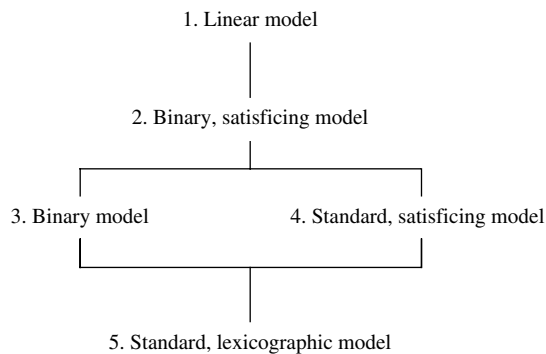 1. Linear model
2. Binary, satisficing model
3. Binary model
4. Standard, satisficing model
5. Standard, lexicographic model